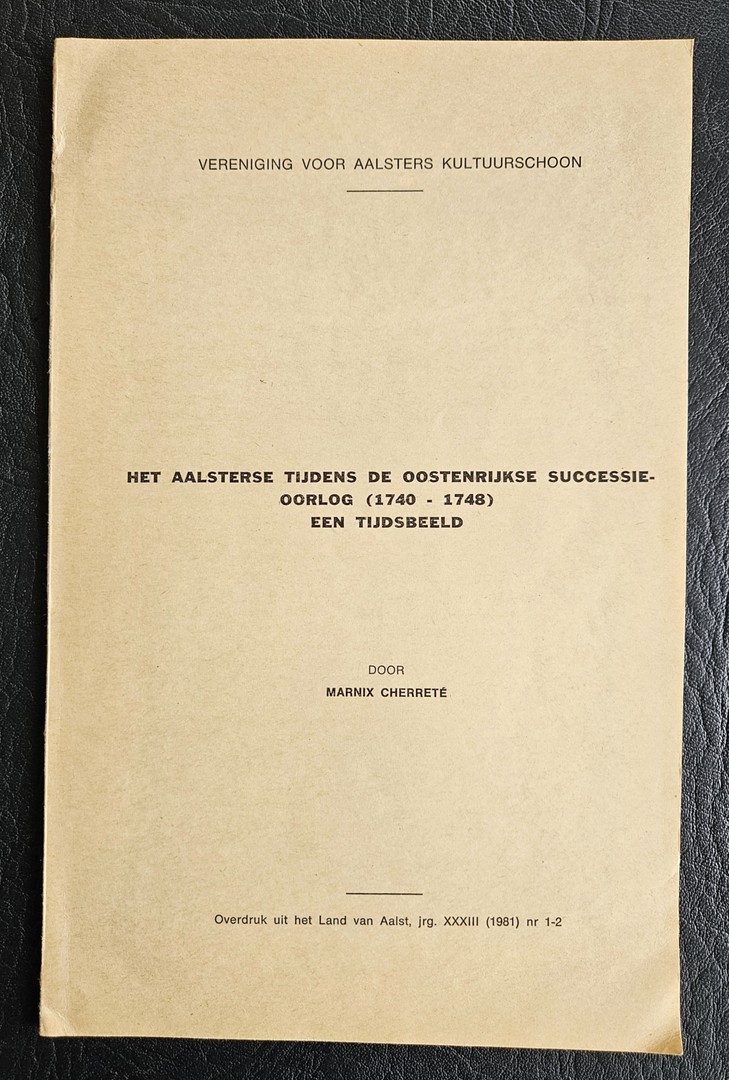 VERENIGING VOOR AALSTERS KULTUURSCHOON
HET AALSTERSE TIJDENS DE OOSTENRIJKSE SUCCESSIE-
OORLOG (1740 - 1748)
EEN TIJDSBEELD
DOOR
MARNIX CHERRETÉ
Overdruk uit het Land van Aalst, jrg. XXXIII (1981) nr 1-2